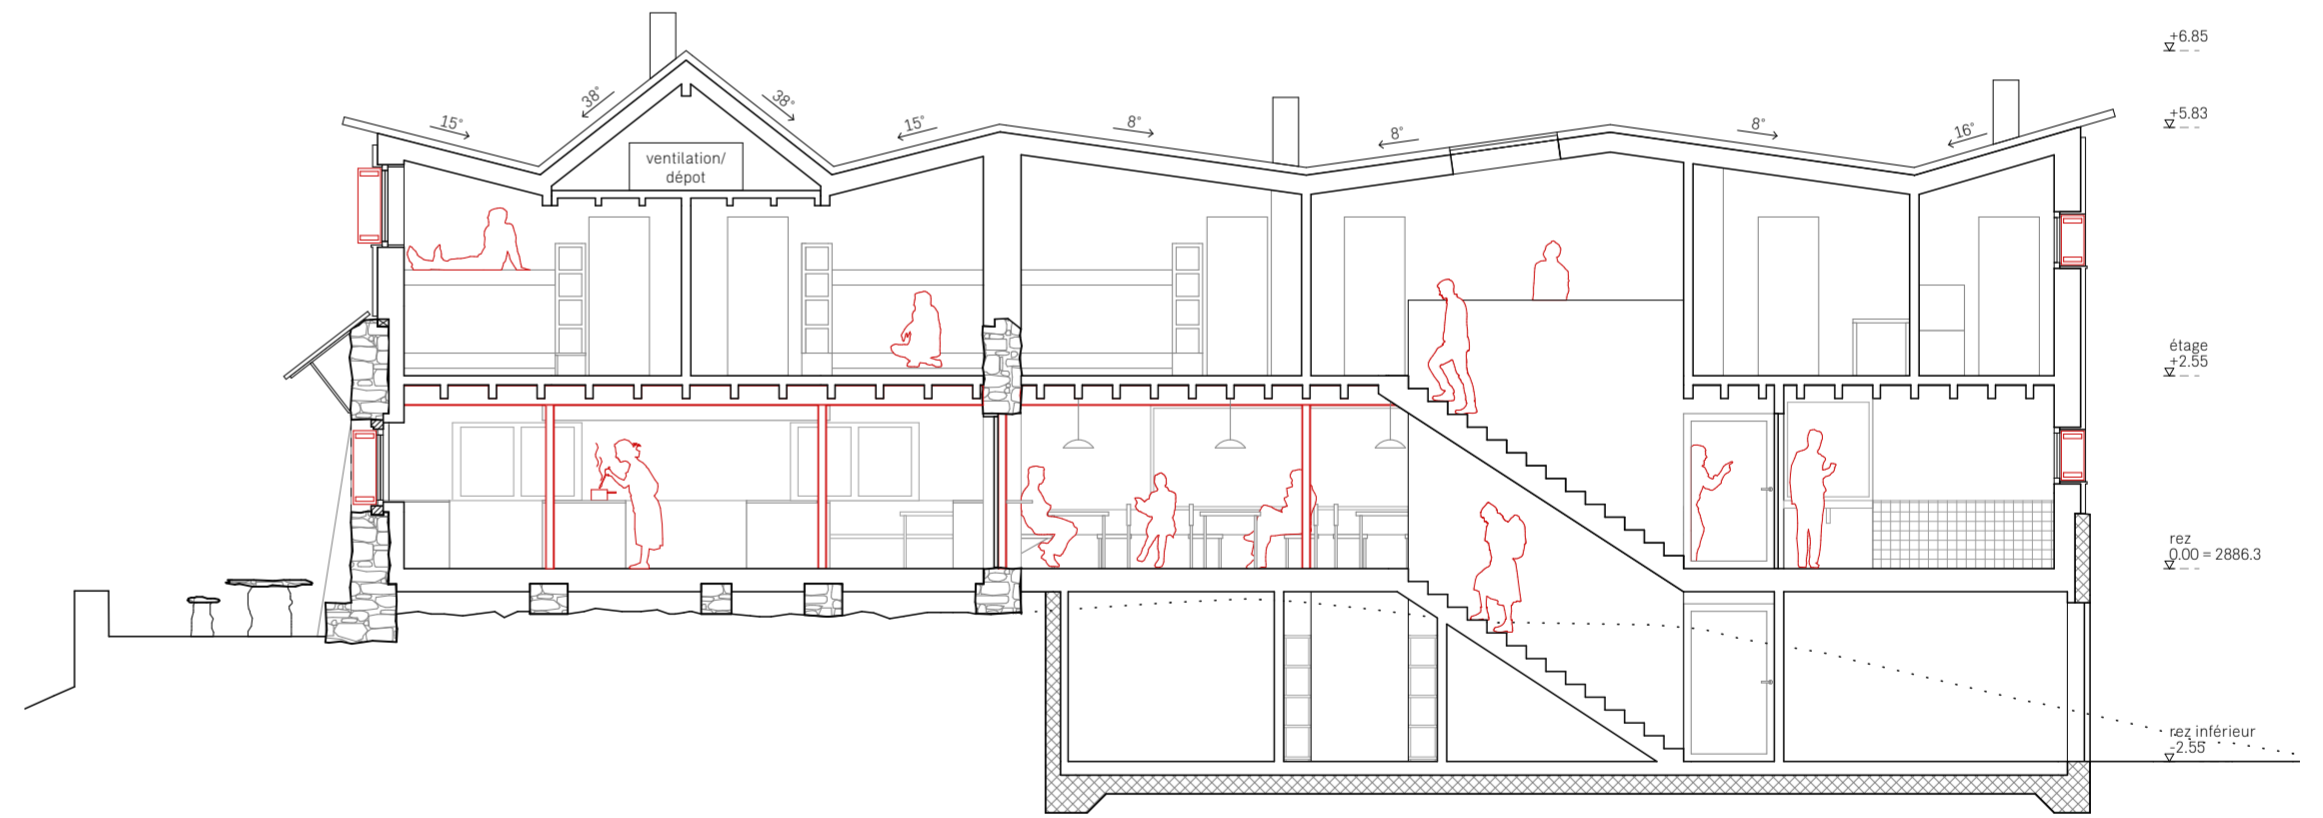 +6.85
+5.83
38°
38°
15°
15°
8°
8°
8°
16°
ventilation/
dépot
étage
+2.55
rez
0.00 = 2886.3
rez inférieur
-2.55